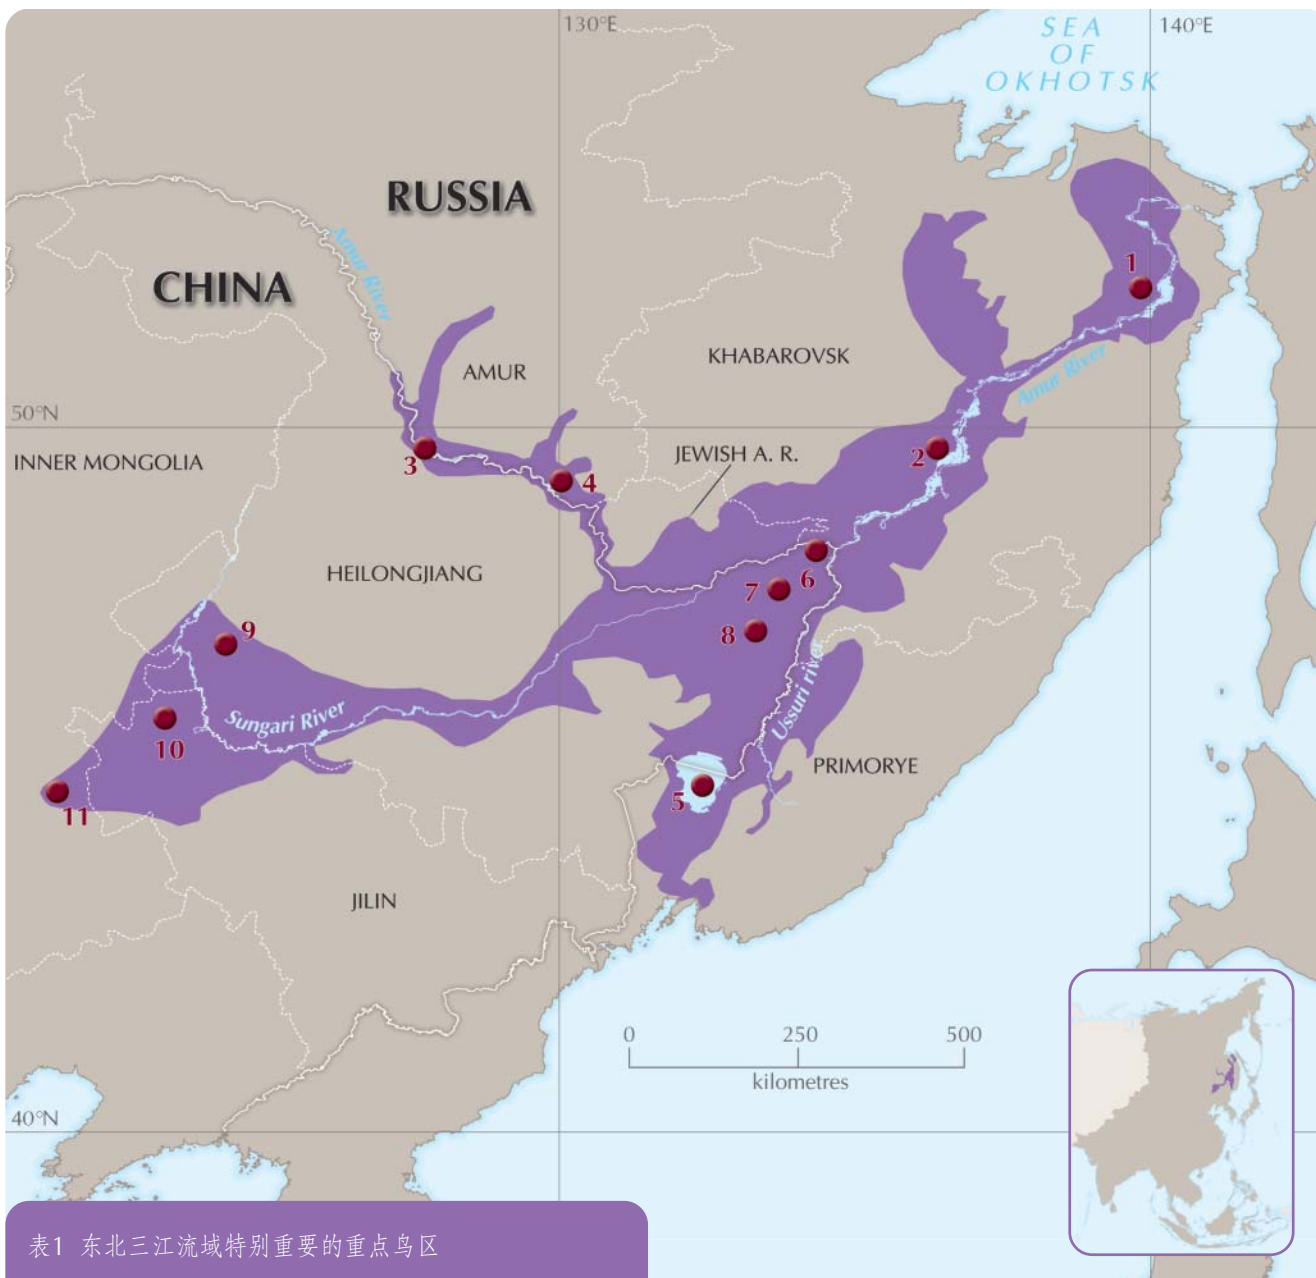 130°E
140°E
SEA
OF
OKHOTSK
RUSSIA
Amur River
CHINA
1
KHABAROVSK
AMUR
Amur River
50°N
INNER MONGOLIA
3
4
JEWISH A. R.
2
HEILONGJIANG
6
7
8
9
Sungari River
Ussuri river
10
PRIMORYE
5
11
JILIN
0 250 500
kilometres
40°N
表1 东北三江流域特别重要的重点鸟区